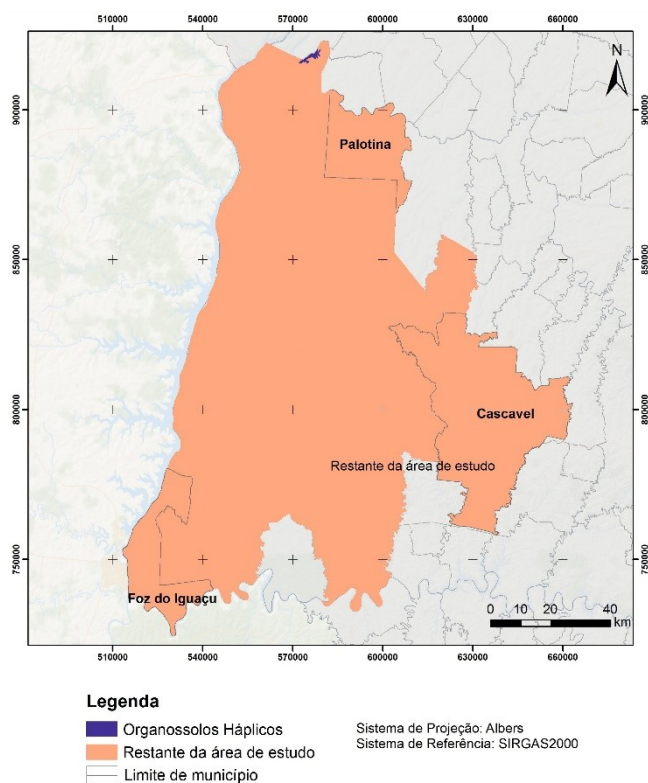 510000 540000 570000 600000 630000 660000
N
900000 900000
Palotina
850000 850000
800000 800000
Cascavel
Restante da área de estudo
750000 750000
Foz do Iguaçu
0 10 20 40
km
510000 540000 570000 600000 630000 660000
Legenda
Organossolos Háplicos
Restante da área de estudo
Limite de município
Sistema de Projeção: Albers
Sistema de Referência: SIRGAS2000